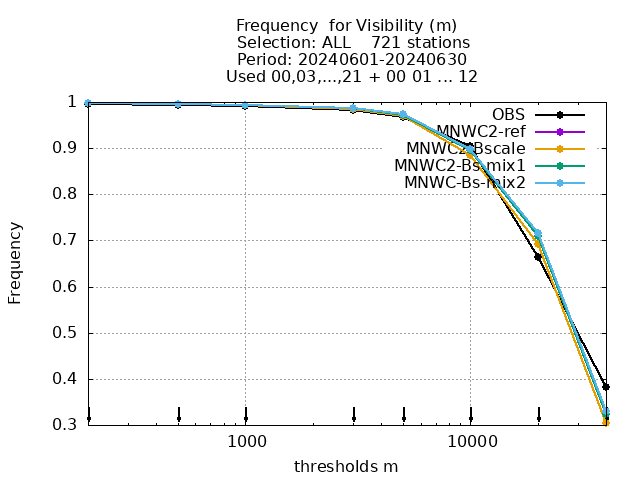 Frequency  for Visibility (m)
Selection: ALL    721 stations
Period: 20240601-20240630
Used 00,03,...,21 + 00 01 ... 12
OBS
MNWC2-ref
MNWC2-Bscale
MNWC2-Bs-mix1
MNWC-Bs-mix2
1
0.9
0.8
0.7
0.6
0.5
0.4
0.3
Frequency
1000
10000
thresholds m